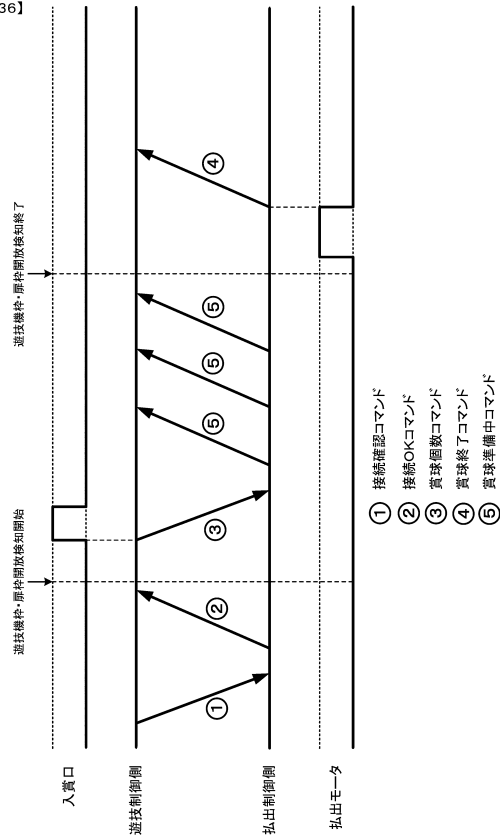 36】
遊技機枠・扉枠開放検知開始
遊技機枠・扉枠開放検知終了
入賞口
遊技制御側
払出制御側
払出モータ
①
②
③
⑤
⑤
⑤
④
① 接続確認コマンド
② 接続OKコマンド
③ 賞球個数コマンド
④ 賞球終了コマンド
⑤ 賞球準備中コマンド